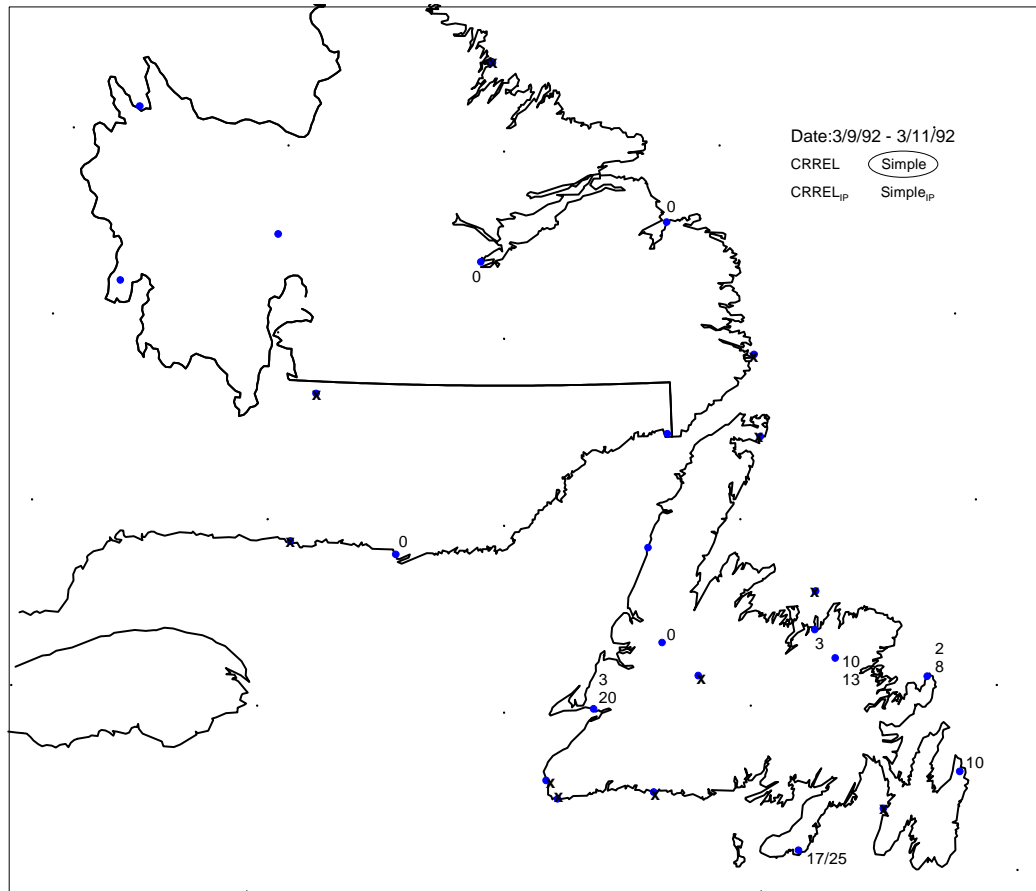 x
Date:3/9/92 - 3/11/92
CRREL Simple
CRREL_IP Simple_IP
0
0
x
x
x
x
0
x
3
0
10
13
2
8
x
3
20
10
x
x
x
x
17/25